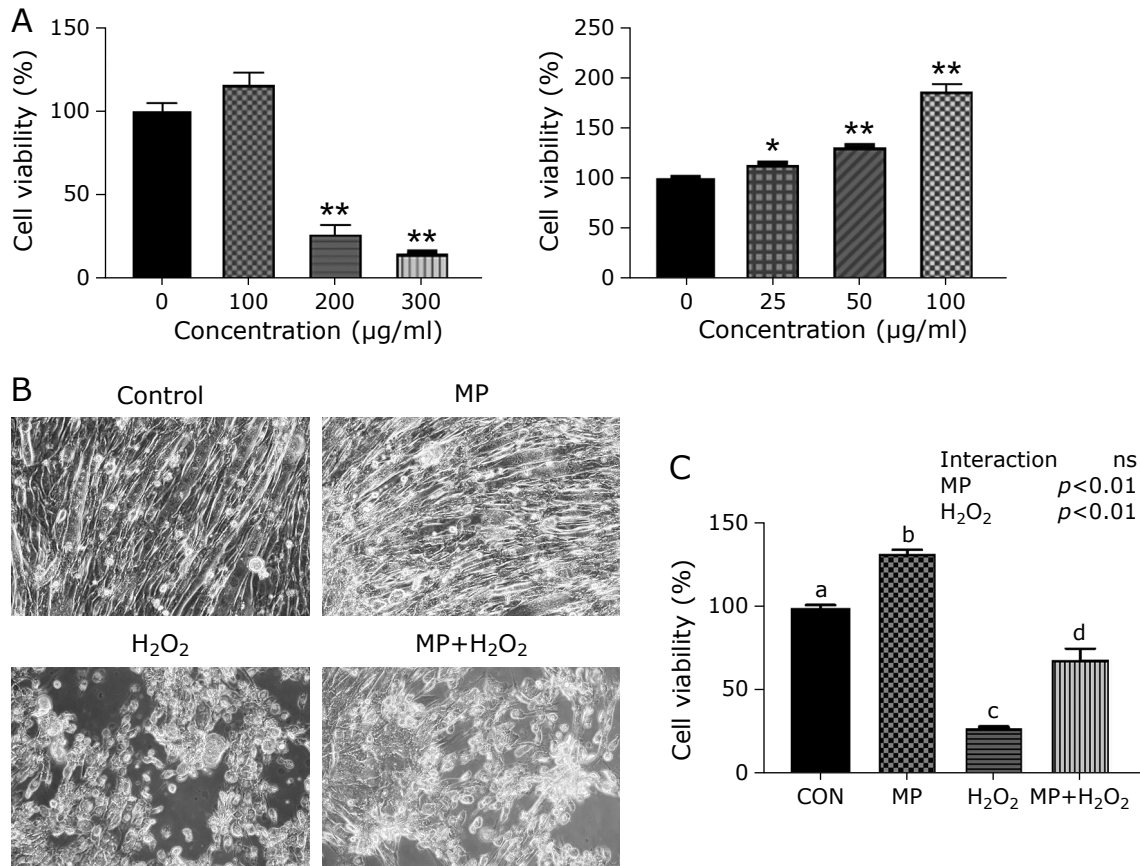 A
Cell viability (%)
150
100
50
0
**
**
0 100 200 300
Concentration (µg/ml)
Cell viability (%)
250
200
150
100
50
0
*
**
**
0 25 50 100
Concentration (µg/ml)
B
Control
MP
H₂O₂
MP+H₂O₂
C
Interaction ns
MP p<0.01
H₂O₂ p<0.01
Cell viability (%)
150
100
50
0
a
b
c
d
CON MP H₂O₂ MP+H₂O₂